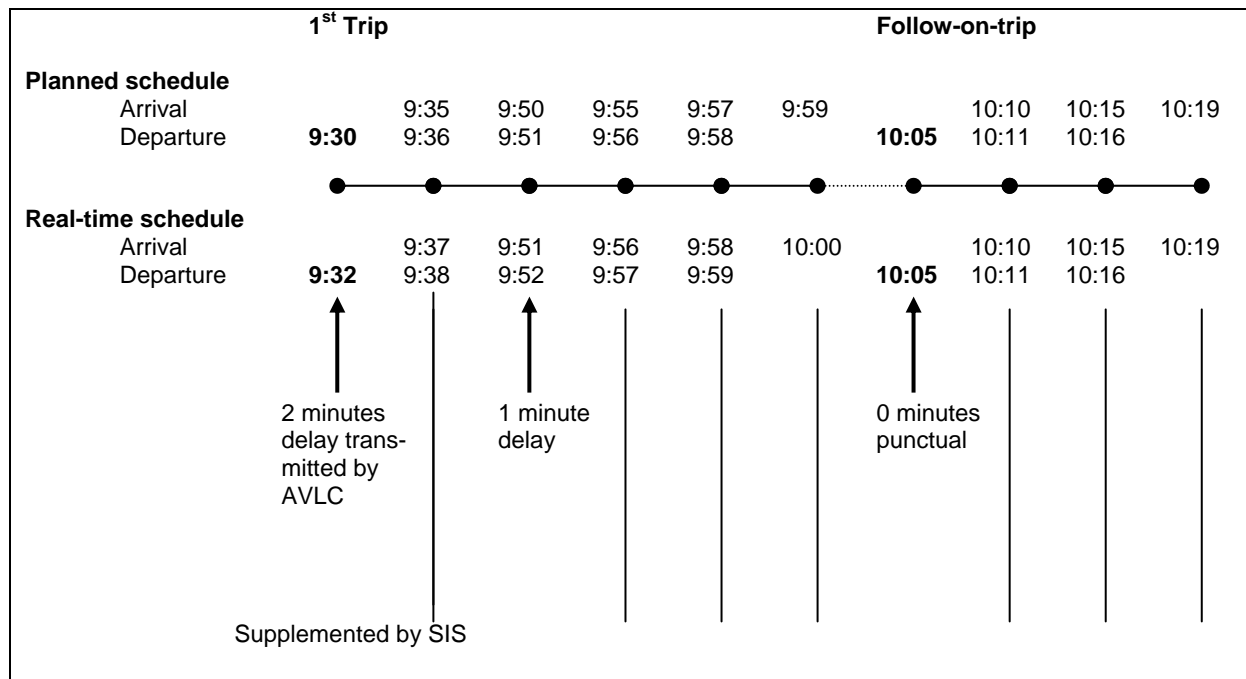 1st Trip Follow-on-trip
Planned schedule
Arrival 9:35 9:50 9:55 9:57 9:59 10:10 10:15 10:19
Departure 9:30 9:36 9:51 9:56 9:58 10:05 10:11 10:16
Real-time schedule
Arrival 9:37 9:51 9:56 9:58 10:00 10:10 10:15 10:19
Departure 9:32 9:38 9:52 9:57 9:59 10:05 10:11 10:16
2 minutes
delay trans-
mitted by
AVLC
1 minute
delay
0 minutes
punctual
Supplemented by SIS